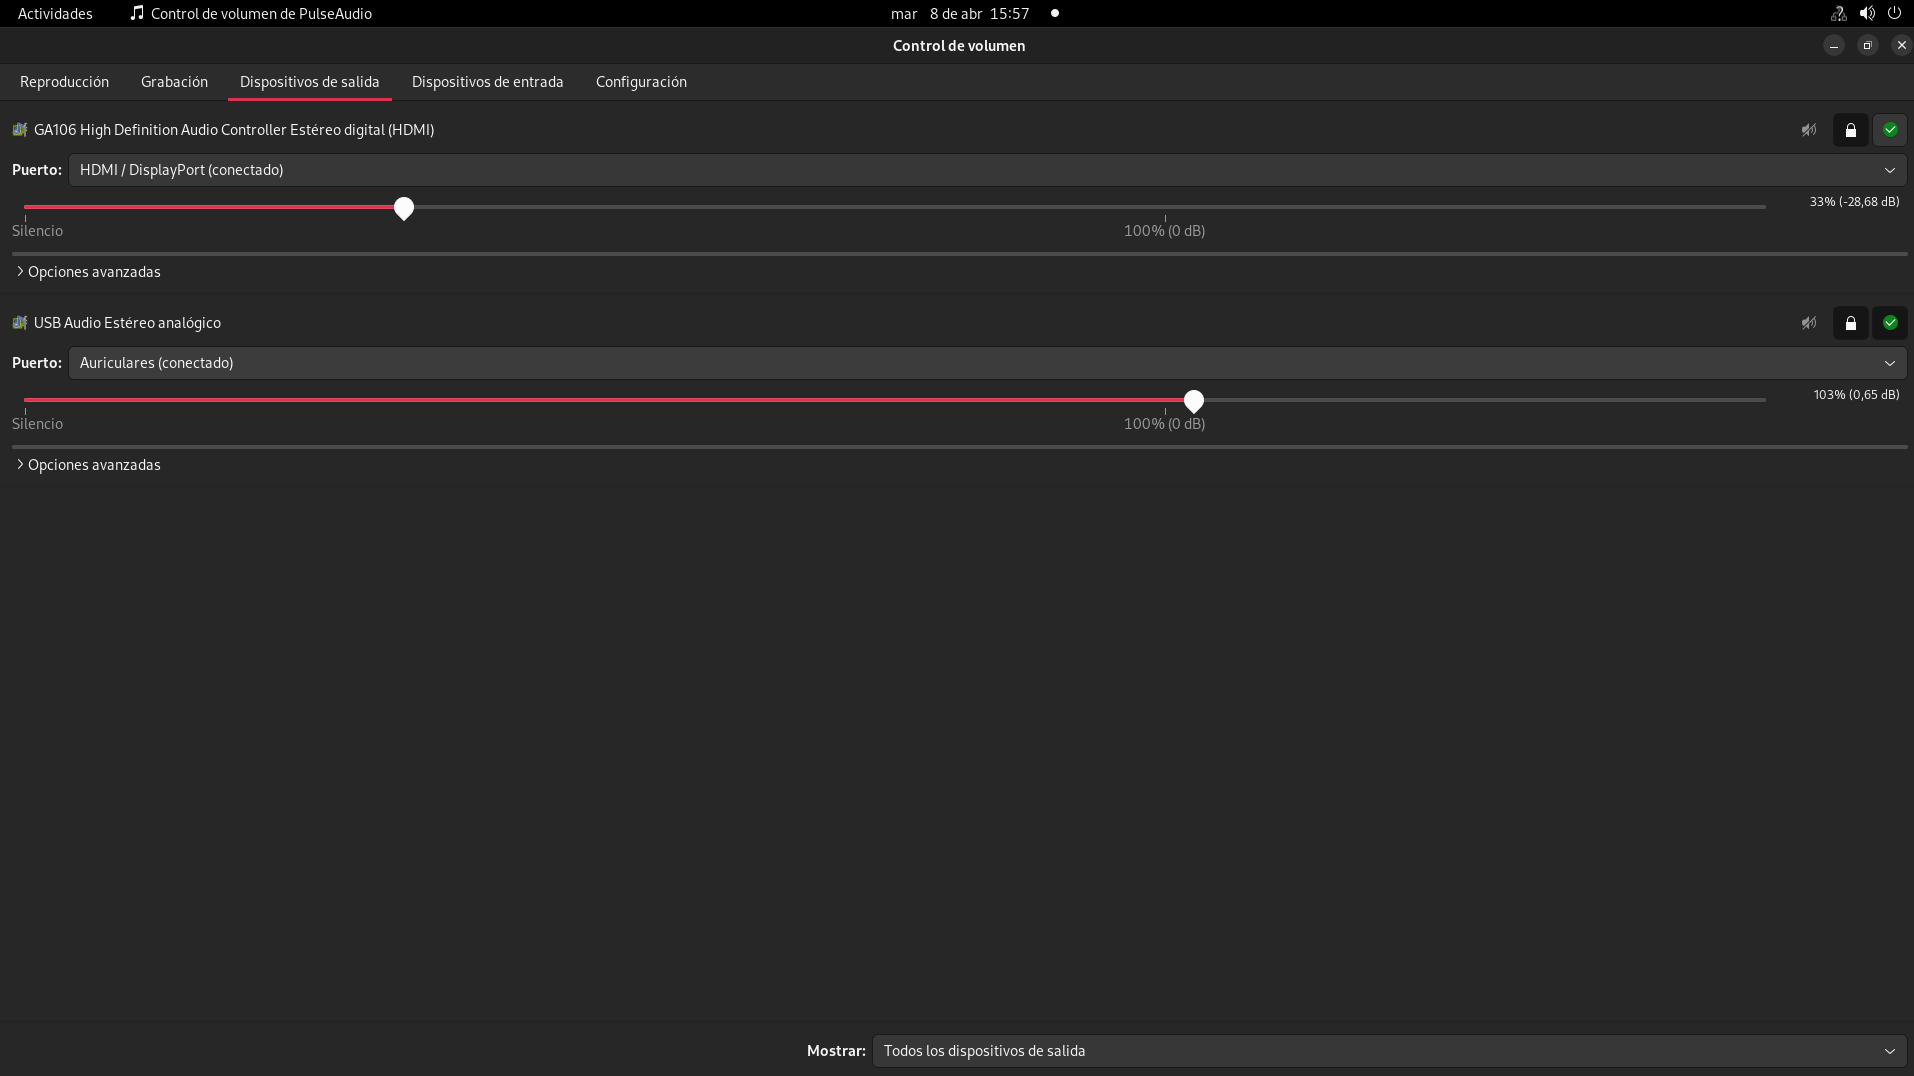 Actividades Control de volumen de PulseAudio mar 8 de abr 15:57
Control de volumen
Reproducción Grabación Dispositivos de salida Dispositivos de entrada Configuración
GA106 High Definition Audio Controller Estéreo digital (HDMI)
Puerto: HDMI / DisplayPort (conectado)
33% (-28,68 dB)
Silencio 100% (0 dB)
Opciones avanzadas
USB Audio Estéreo analógico
Puerto: Auriculares (conectado)
103% (0,65 dB)
Silencio 100% (0 dB)
Opciones avanzadas
Mostrar: Todos los dispositivos de salida